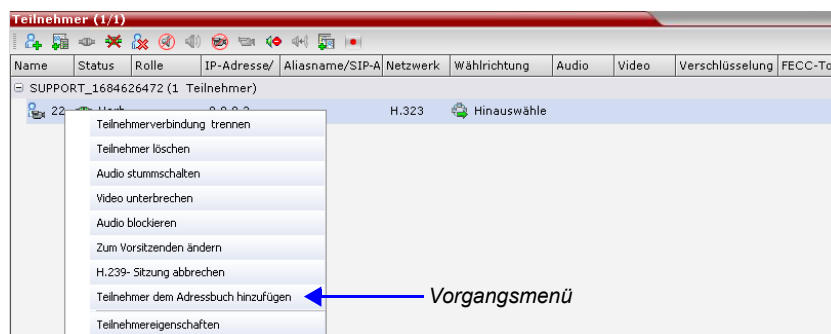 Teilnehmer (1/1)
Name Status Rolle IP-Adresse/ Aliasname/SIP-A Netzwerk Wählrichtung Audio Video Verschlüsselung FECC-To
SUPPORT_1684626472 (1 Teilnehmer)
22 H.323 Hinauswähle
Teilnehmerverbindung trennen
Teilnehmer löschen
Audio stummschalten
Video unterbrechen
Audio blockieren
Zum Vorsitzenden ändern
H.239- Sitzung abbrechen
Teilnehmer dem Adressbuch hinzufügen
Vorgangsmenü
Teilnehmereigenschaften